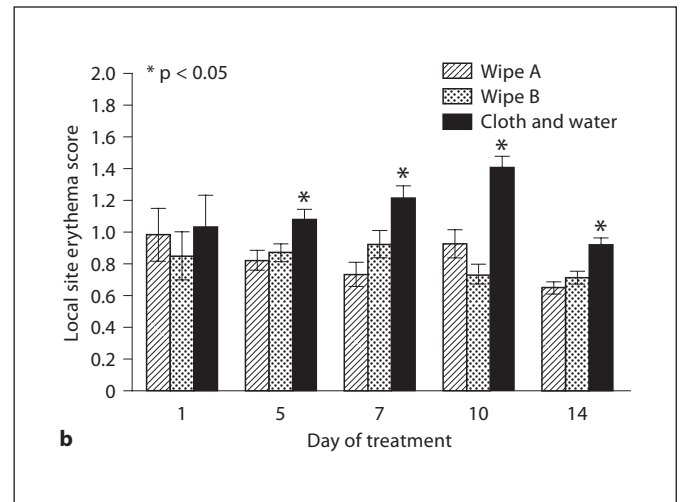 * p < 0.05
Wipe A
Wipe B
Cloth and water
Local site erythema score
2.0
1.8
1.6
1.4
1.2
1.0
0.8
0.6
0.4
0.2
0
*
*
*
*
1
5
7
10
14
Day of treatment
b